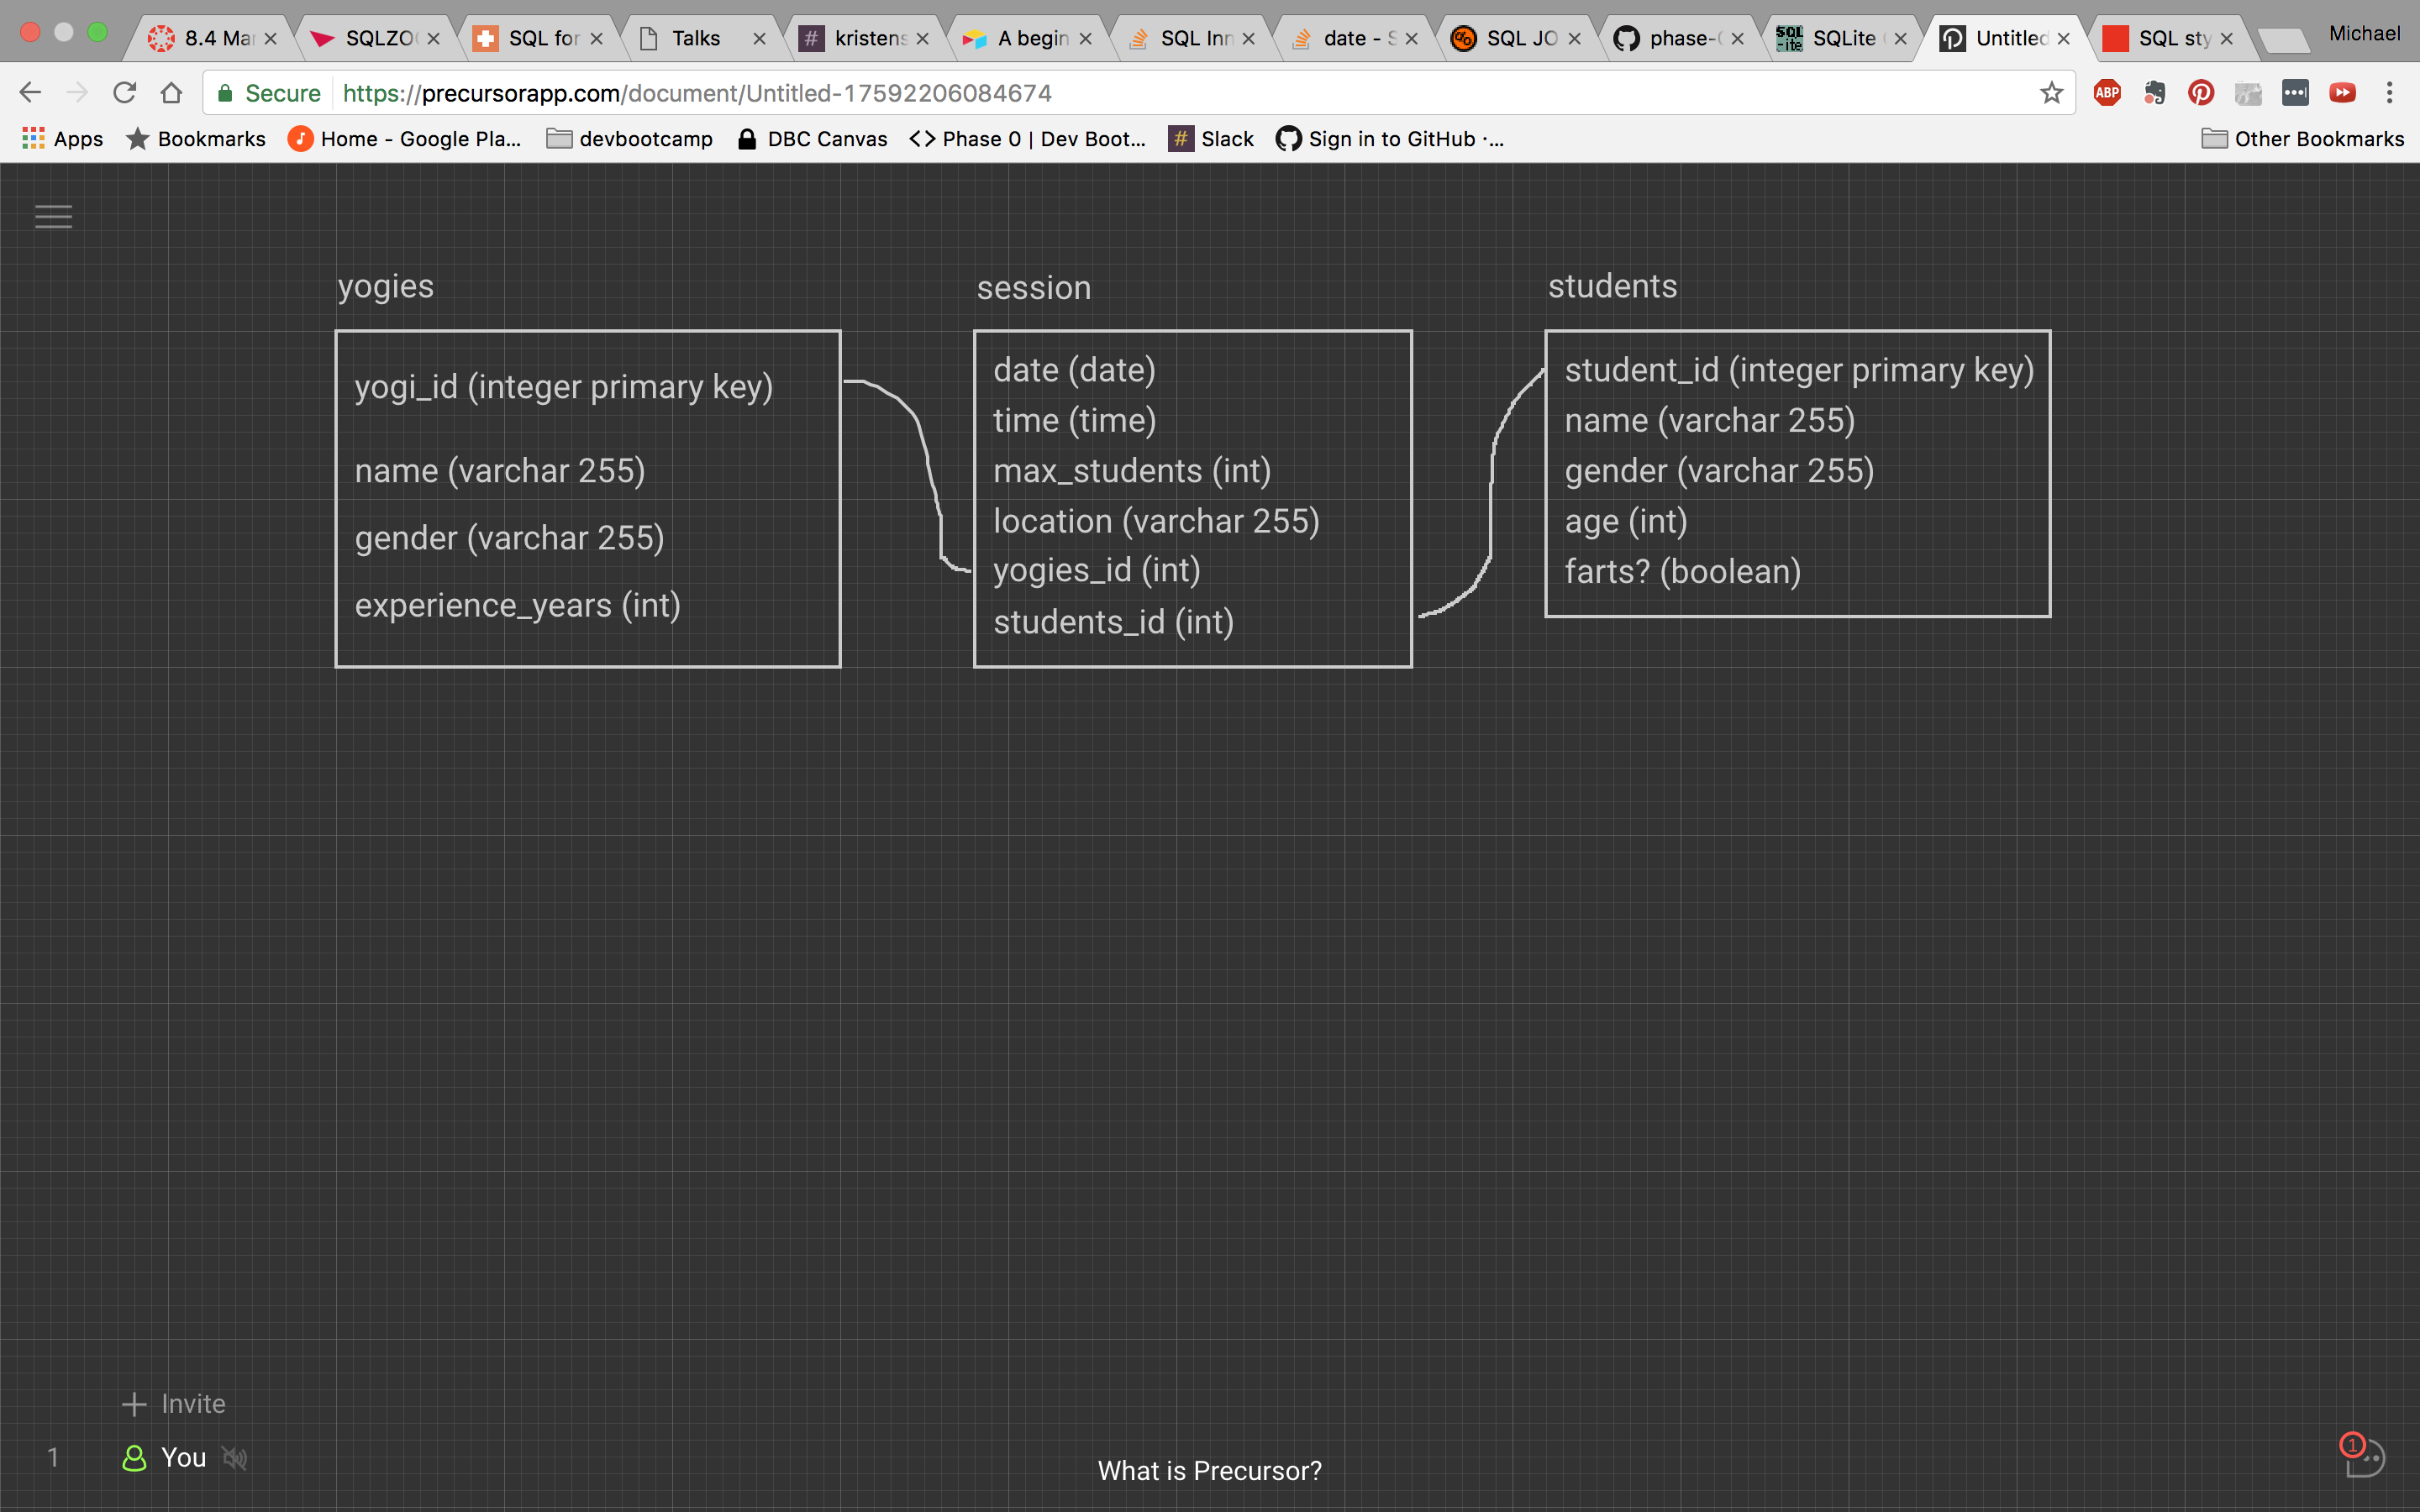 8.4 Ma
SQLZO
SQL for
Talks
kristens
A begin
SQL Inn
date - S
SQL JO
phase-
SQLite
Untitled
SQL sty
Michael
Secure https://precursorapp.com/document/Untitled-17592206084674
ABP
Apps Bookmarks Home - Google Pla... devbootcamp DBC Canvas <> Phase 0 | Dev Boot... # Slack Sign in to GitHub ·... Other Bookmarks
yogies
yogi_id (integer primary key)
name (varchar 255)
gender (varchar 255)
experience_years (int)
session
date (date)
time (time)
max_students (int)
location (varchar 255)
yogies_id (int)
students_id (int)
students
student_id (integer primary key)
name (varchar 255)
gender (varchar 255)
age (int)
farts? (boolean)
+ Invite
1 You
What is Precursor?
1